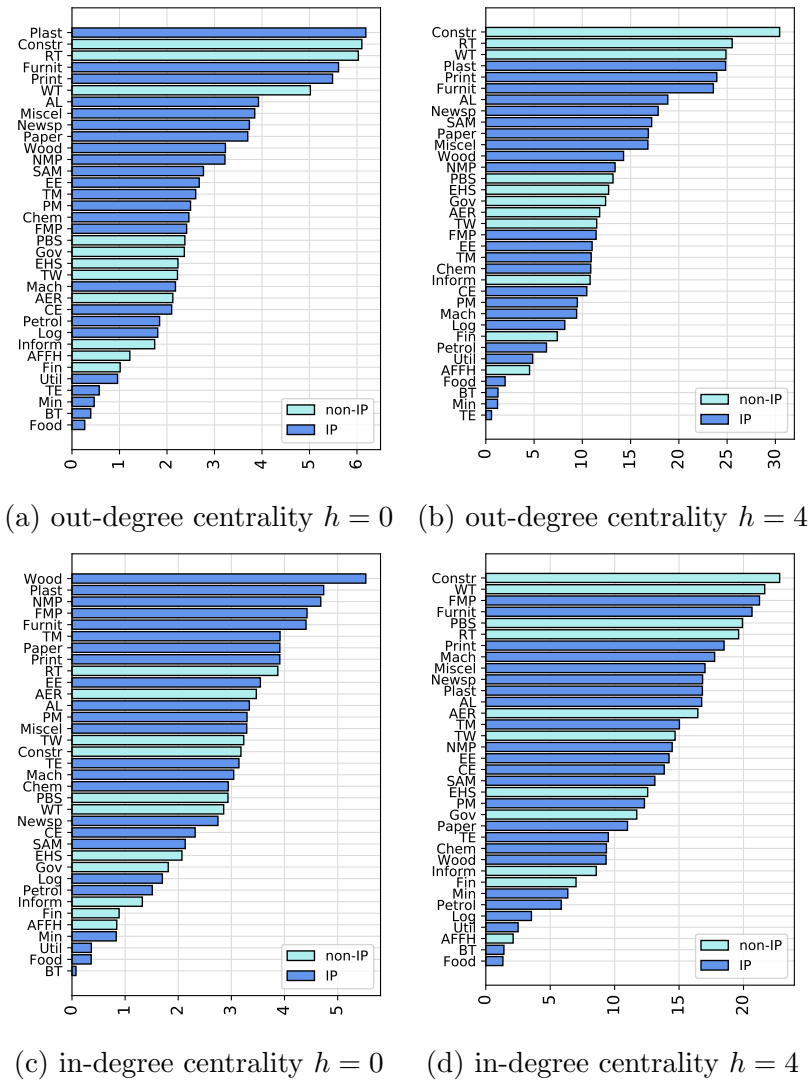 Plast
Constr
RT
Furnit
Print
WT
AL
Miscel
Newsp
Paper
Wood
NMP
SAM
EE
TM
PM
Chem
FMP
PBS
Gov
EHS
TW
Mach
AER
CE
Petrol
Log
Inform
AFFH
Fin
Util
TE
Min
BT
Food
non-IP
IP
0 1 2 3 4 5 6
(a) out-degree centrality h = 0
Constr
RT
WT
Plast
Print
Furnit
AL
Newsp
SAM
Paper
Miscel
Wood
NMP
PBS
EHS
Gov
AER
TW
FMP
EE
TM
Chem
Inform
CE
PM
Mach
Log
Fin
Petrol
Util
AFFH
Food
BT
Min
TE
non-IP
IP
0 5 10 15 20 25 30
(b) out-degree centrality h = 4
Wood
Plast
NMP
FMP
Furnit
TM
Paper
Print
RT
EE
AER
AL
PM
Miscel
TW
Constr
TE
Mach
Chem
PBS
WT
Newsp
CE
SAM
EHS
Gov
Log
Petrol
Inform
Fin
AFFH
Min
Util
Food
BT
non-IP
IP
0 1 2 3 4 5
(c) in-degree centrality h = 0
Constr
WT
FMP
Furnit
PBS
RT
Print
Mach
Miscel
Newsp
Plast
AL
AER
TM
TW
NMP
EE
CE
SAM
EHS
PM
Gov
Paper
TE
Chem
Wood
Inform
Fin
Min
Petrol
Log
Util
AFFH
BT
Food
non-IP
IP
0 5 10 15 20
(d) in-degree centrality h = 4